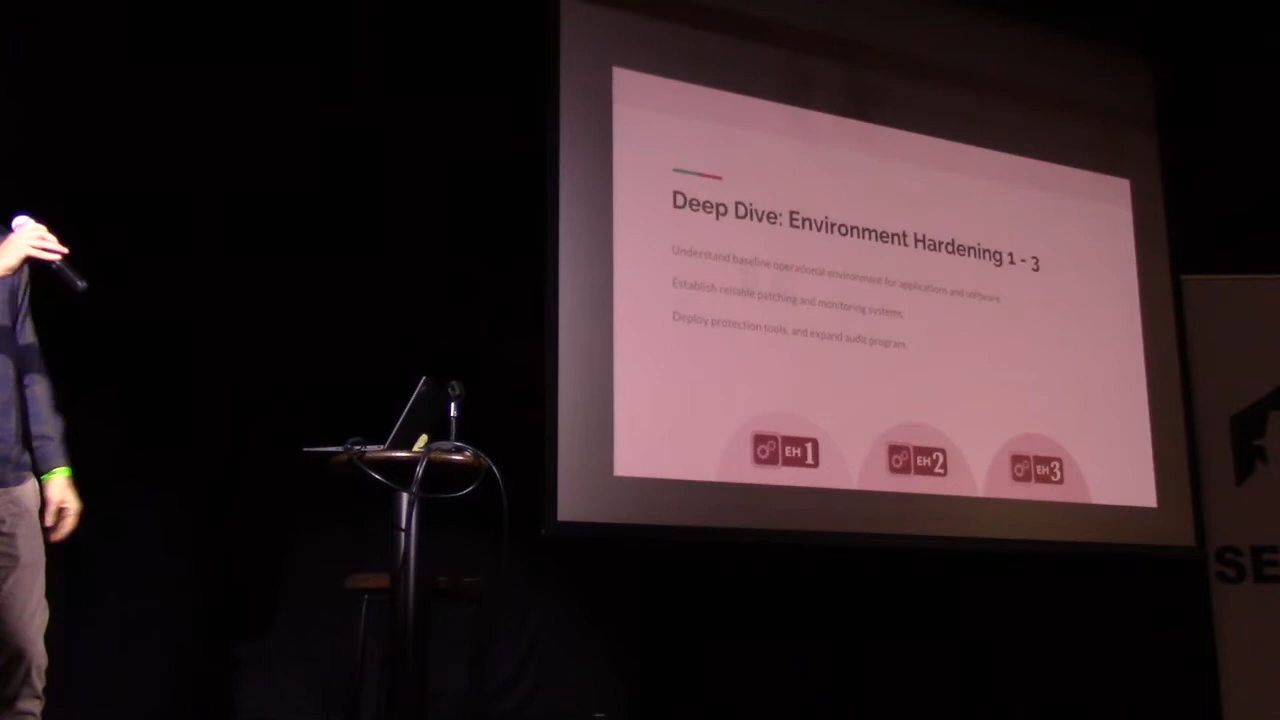 Deep Dive: Environment Hardening 1 - 3
Understand baseline operational environment for applications and software.
Establish reliable patching and monitoring systems.
Deploy protection tools, and expand audit program.
EH 1
EH 2
EH 3
SE